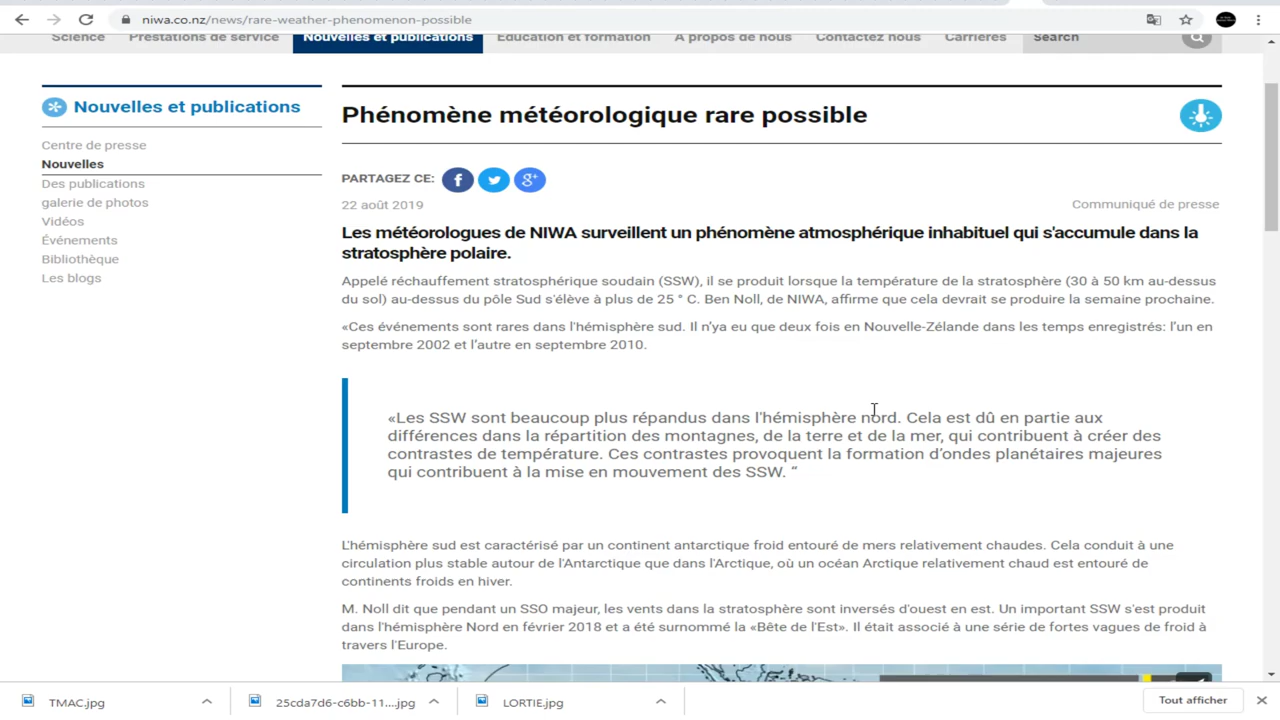 niwa.co.nz/news/rare-weather-phenomenon-possible
Science Prestations de service Nouvelles et publications Éducation et formation À propos de nous Contactez nous Carrières Search
Nouvelles et publications
Centre de presse
Nouvelles
Des publications
galerie de photos
Vidéos
Événements
Bibliothèque
Les blogs
Phénomène météorologique rare possible
PARTAGEZ CE:
22 août 2019
Communiqué de presse
Les météorologues de NIWA surveillent un phénomène atmosphérique inhabituel qui s'accumule dans la
stratosphère polaire.
Appelé réchauffement stratosphérique soudain (SSW), il se produit lorsque la température de la stratosphère (30 à 50 km au-dessus
du sol) au-dessus du pôle Sud s'élève à plus de 25 ° C. Ben Noll, de NIWA, affirme que cela devrait se produire la semaine prochaine.
«Ces événements sont rares dans l'hémisphère sud. Il n’ya eu que deux fois en Nouvelle-Zélande dans les temps enregistrés: l’un en
septembre 2002 et l’autre en septembre 2010.
«Les SSW sont beaucoup plus répandus dans l'hémisphère nord. Cela est dû en partie aux
différences dans la répartition des montagnes, de la terre et de la mer, qui contribuent à créer des
contrastes de température. Ces contrastes provoquent la formation d’ondes planétaires majeures
qui contribuent à la mise en mouvement des SSW. “
L'hémisphère sud est caractérisé par un continent antarctique froid entouré de mers relativement chaudes. Cela conduit à une
circulation plus stable autour de l'Antarctique que dans l'Arctique, où un océan Arctique relativement chaud est entouré de
continents froids en hiver.
M. Noll dit que pendant un SSO majeur, les vents dans la stratosphère sont inversés d'ouest en est. Un important SSW s'est produit
dans l'hémisphère Nord en février 2018 et a été surnommé la «Bête de l'Est». Il était associé à une série de fortes vagues de froid à
travers l'Europe.
TMAC.jpg
25cda7d6-c6bb-11....jpg
LORTIE.jpg
Tout afficher